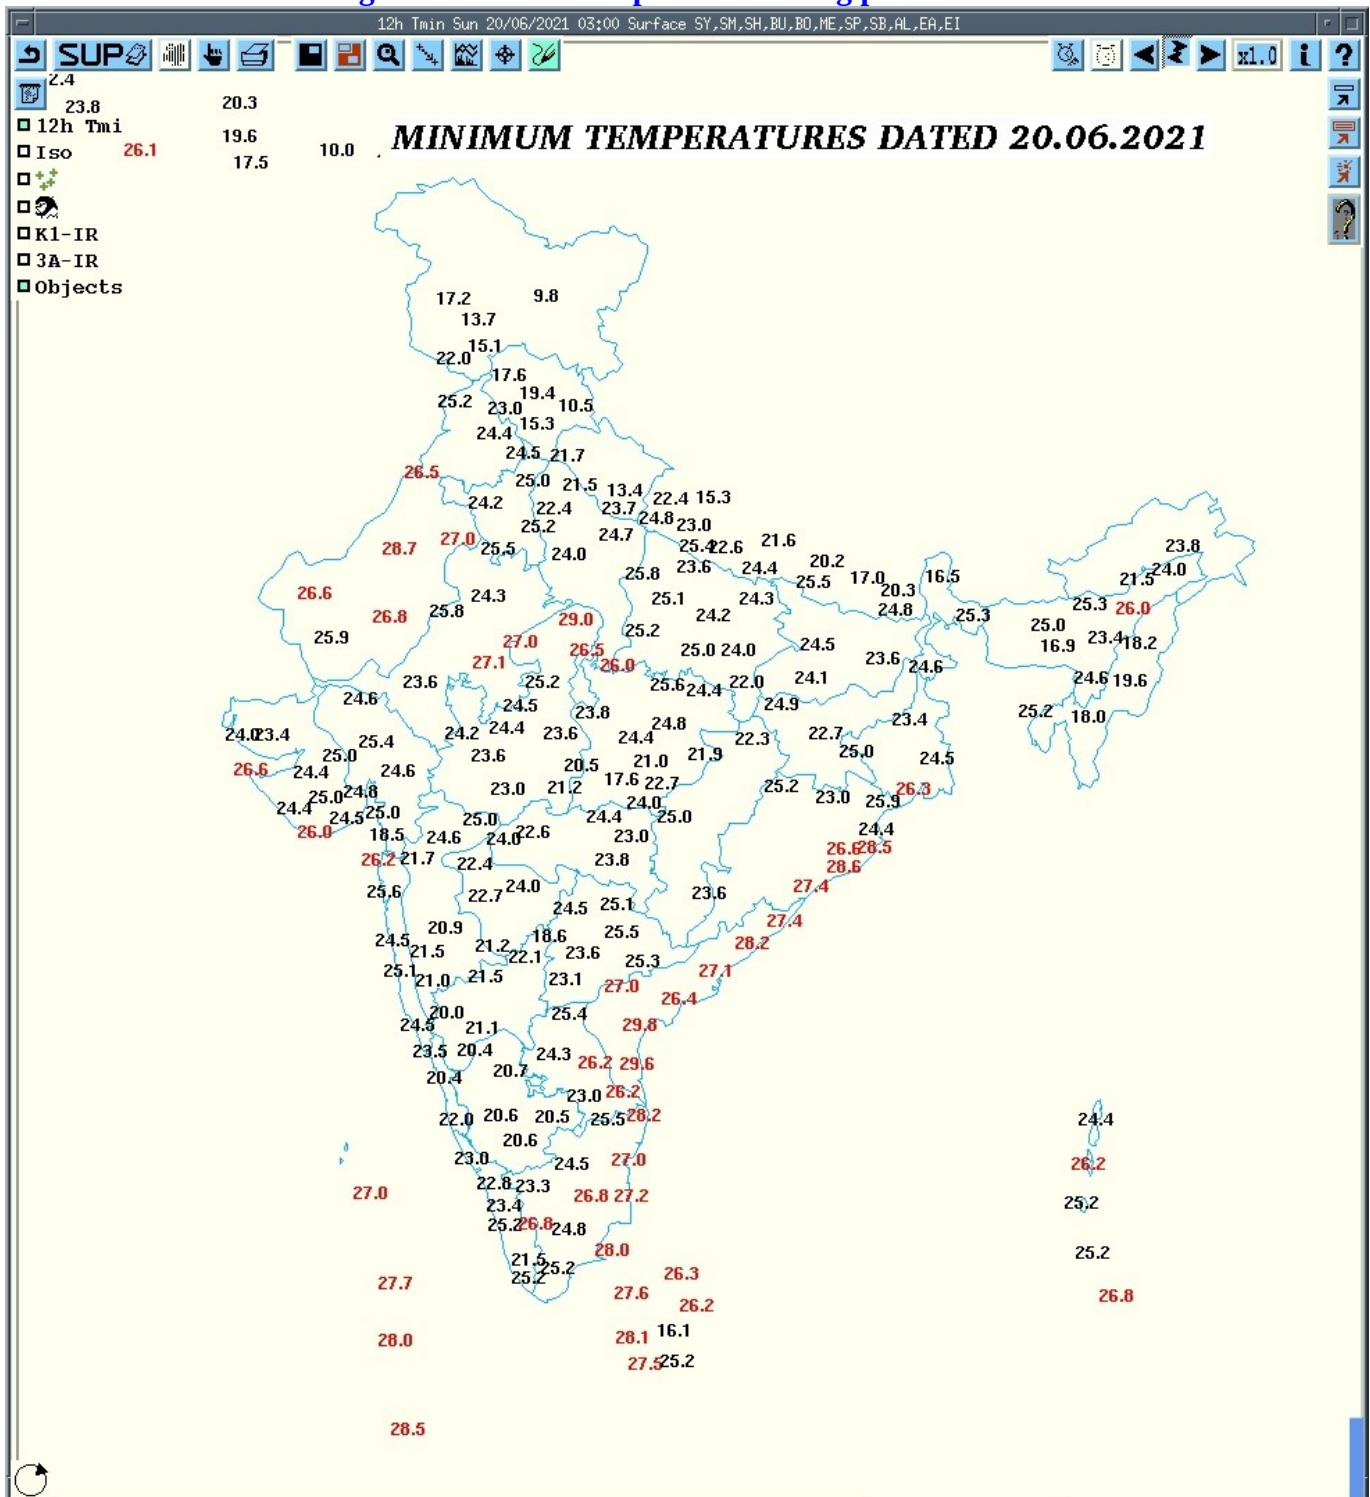 12h Tmin Sun 20/06/2021 03:00 Surface SY,SM,SH,BU,BO,ME,SP,SB,AL,EA,EI
SUP x1.0 i ?
2.4
23.8 20.3
12h Tmi 19.6
MINIMUM TEMPERATURES DATED 20.06.2021
Iso 26.1 17.5 10.0
K1-IR
3A-IR
Objects
17.2 9.8
13.7
15.1
22.0
17.6
19.4
25.2 23.0 10.5
15.3
24.4
24.5 21.7
26.5
25.0 21.5 13.4
24.2 22.4 23.7 22.4 15.3
25.2 24.8 23.0
28.7 27.0 25.5 24.0 24.7 25.4 22.6 21.6 23.8
25.8 23.6 24.4 20.2 24.0
26.6 24.3 25.1 24.3 25.5 17.0 16.5 21.5
26.8 25.8 24.2 20.3 25.3 26.0
29.0 24.8 25.3
25.9 27.0 25.2 25.0 23.4 18.2
27.1 26.5 25.0 24.0 24.5 16.9
26.0 23.6 24.6
23.6 25.2 25.6 24.4 22.0 24.1 24.6 19.6
24.6 24.5 23.8 24.9 25.2 18.0
24.0 23.4 24.2 24.4 23.6 24.8 23.4
25.4 24.4 22.3 22.7
25.0 23.6 21.9 25.0 24.5
26.6 24.4 24.6 20.5 21.0
17.6 22.7
25.0 24.8 23.0 21.2 25.2 26.3
24.4 24.0 23.0 25.9
24.5 25.0 25.0 24.4 25.0
26.0 18.5 24.6 24.0 22.6 23.0 24.4
26.2 21.7 22.4 23.8 26.6 28.5
28.6
25.6 22.7 24.0 23.6 27.4
24.5 25.1
20.9 25.5 27.4
24.5 21.5 21.2 18.6 28.2
22.1 23.6 25.3
25.1 21.0 21.5 23.1 27.1
27.0 26.4
20.0 25.4
24.5 21.1 29.8
23.5 20.4 24.3
20.4 20.7 26.2 29.6
23.0 26.2
22.0 20.6 20.5 25.5 28.2 24.4
20.6
23.0 24.5 27.0 26.2
22.8 23.3
27.0 23.4 26.8 27.2 25.2
25.2 26.8 24.8
28.0 25.2
21.5 25.2
27.7 25.2 27.6 26.3 26.8
26.2
28.0 28.1 16.1
27.5 25.2
28.5